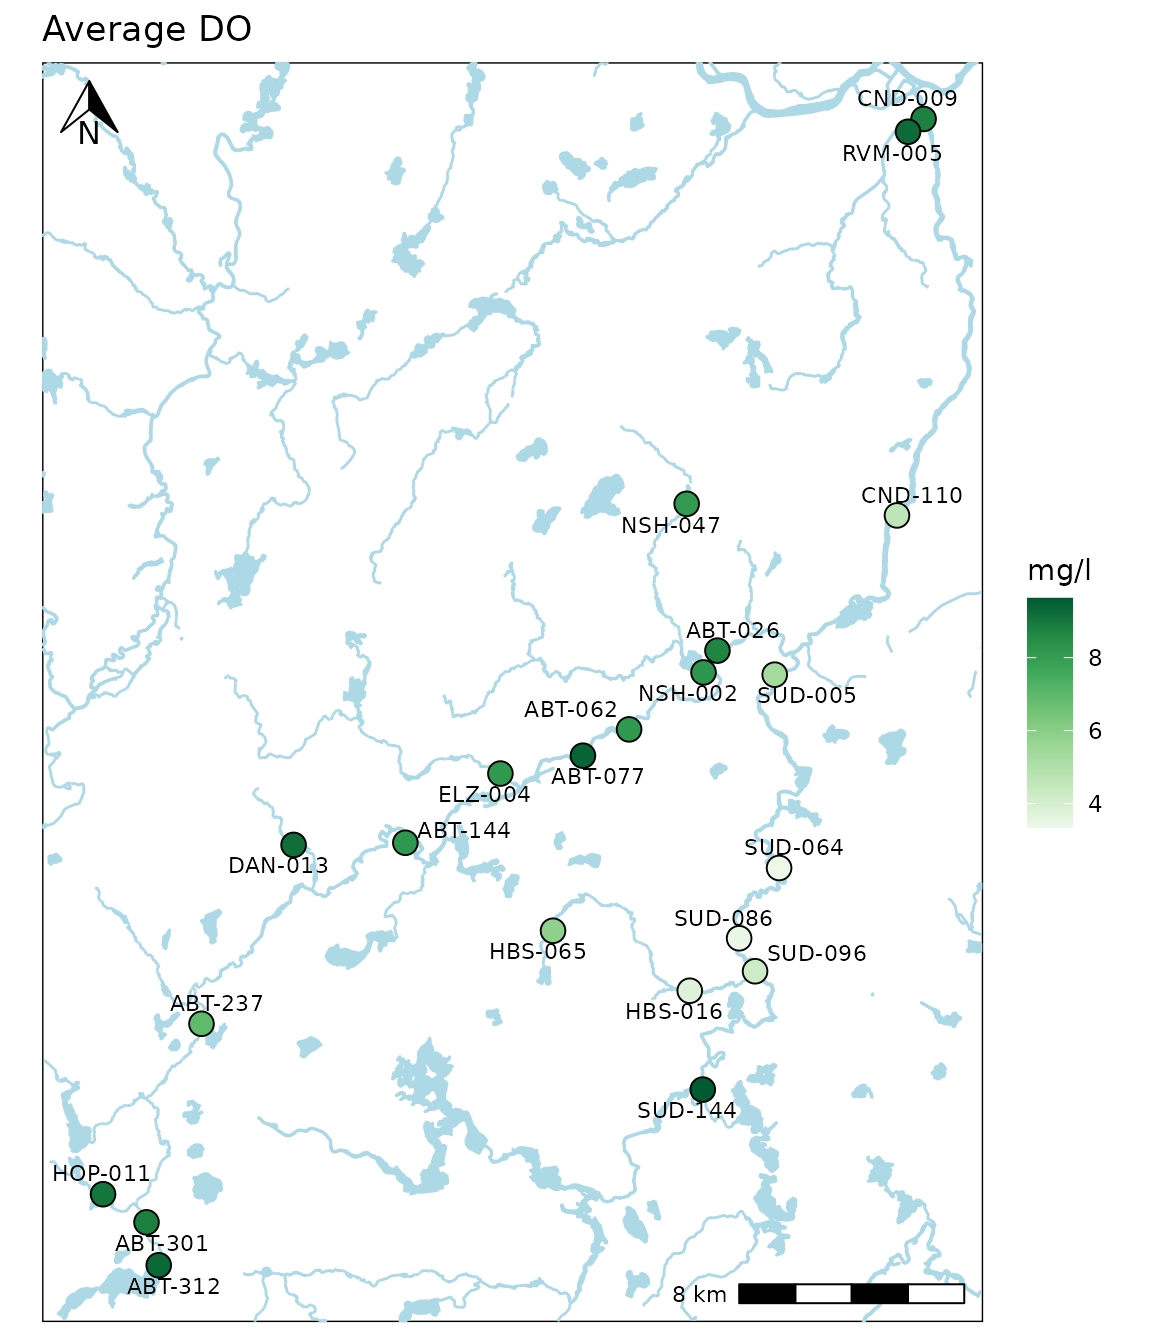 Average DO
N
CND-009
RVM-005
CND-110
NSH-047
mg/l
8
6
4
ABT-026
NSH-002
SUD-005
ABT-062
ABT-077
ELZ-004
ABT-144
DAN-013
SUD-064
SUD-086
HBS-065
SUD-096
ABT-237
HBS-016
SUD-144
HOP-011
ABT-301
ABT-312
8 km